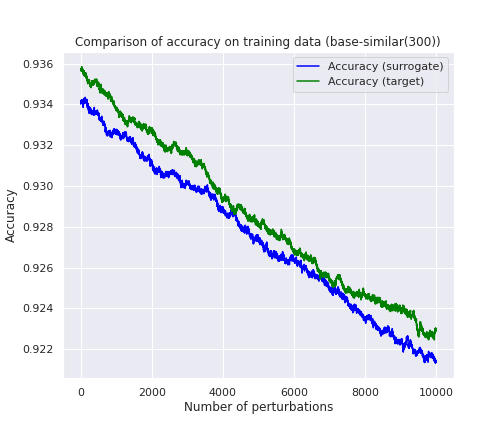 Comparison of accuracy on training data (base-similar(300))
Accuracy (surrogate)
Accuracy (target)
0.936
0.934
0.932
0.930
0.928
0.926
0.924
0.922
Accuracy
0 2000 4000 6000 8000 10000
Number of perturbations